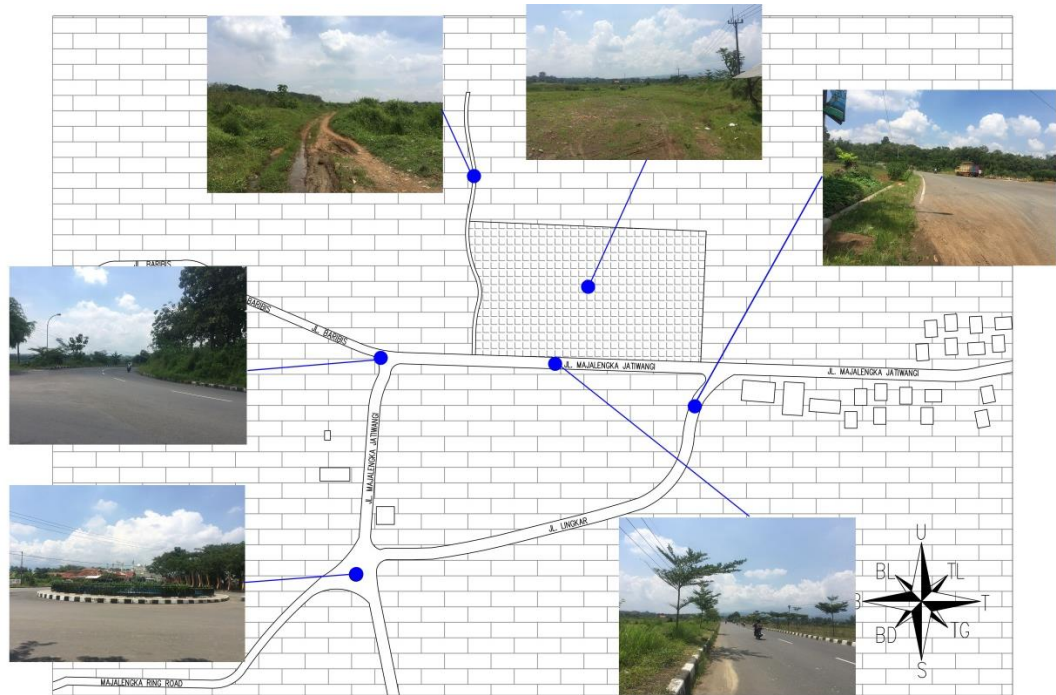 JL. BARIBIS
BARIBIS
JL. BARIBIS
JL. MAJALENGKA JATIWANGI
JL. MAJALENGKA JATIWANGI
JL. MAJALENGKA JATIWANGI
JL. LINGKAR
MAJALENGKA RING ROAD
U
BL
TL
B
T
BD
TG
S